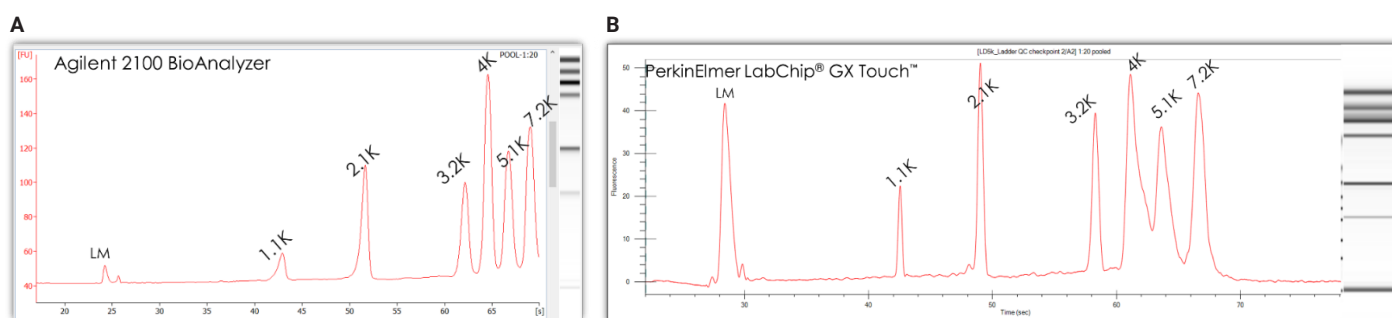 A
[FU]
POOL-1:20
Agilent 2100 BioAnalyzer
160
140
120
100
80
60
40
LM
1.1K
2.1K
3.2K
4K
5.1K
7.2K
20
25
30
35
40
45
50
55
60
65
70
[s]
B
[LD5k_Ladder QC checkpoint 2/A2] 1:20 pooled
PerkinElmer LabChip® GX Touch™
50
40
30
20
10
0
Fluorescence
LM
1.1K
2.1K
3.2K
4K
5.1K
7.2K
30
40
50
60
70
Time (sec)